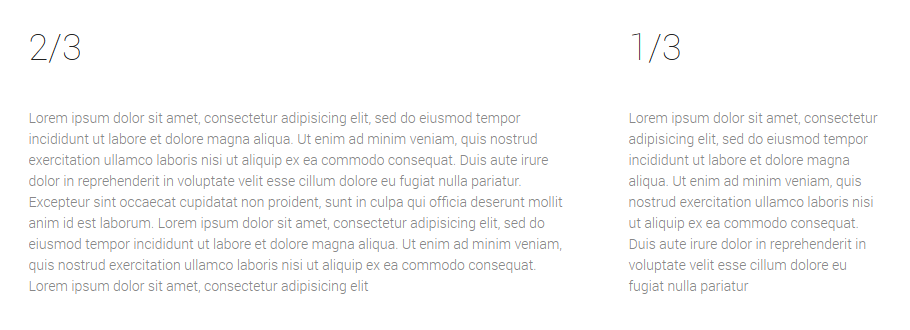 2/3
Lorem ipsum dolor sit amet, consectetur adipisicing elit, sed do eiusmod tempor
incididunt ut labore et dolore magna aliqua. Ut enim ad minim veniam, quis nostrud
exercitation ullamco laboris nisi ut aliquip ex ea commodo consequat. Duis aute irure
dolor in reprehenderit in voluptate velit esse cillum dolore eu fugiat nulla pariatur.
Excepteur sint occaecat cupidatat non proident, sunt in culpa qui officia deserunt mollit
anim id est laborum. Lorem ipsum dolor sit amet, consectetur adipisicing elit, sed do
eiusmod tempor incididunt ut labore et dolore magna aliqua. Ut enim ad minim veniam,
quis nostrud exercitation ullamco laboris nisi ut aliquip ex ea commodo consequat.
Lorem ipsum dolor sit amet, consectetur adipisicing elit
1/3
Lorem ipsum dolor sit amet, consectetur
adipisicing elit, sed do eiusmod tempor
incididunt ut labore et dolore magna
aliqua. Ut enim ad minim veniam, quis
nostrud exercitation ullamco laboris nisi
ut aliquip ex ea commodo consequat.
Duis aute irure dolor in reprehenderit in
voluptate velit esse cillum dolore eu
fugiat nulla pariatur